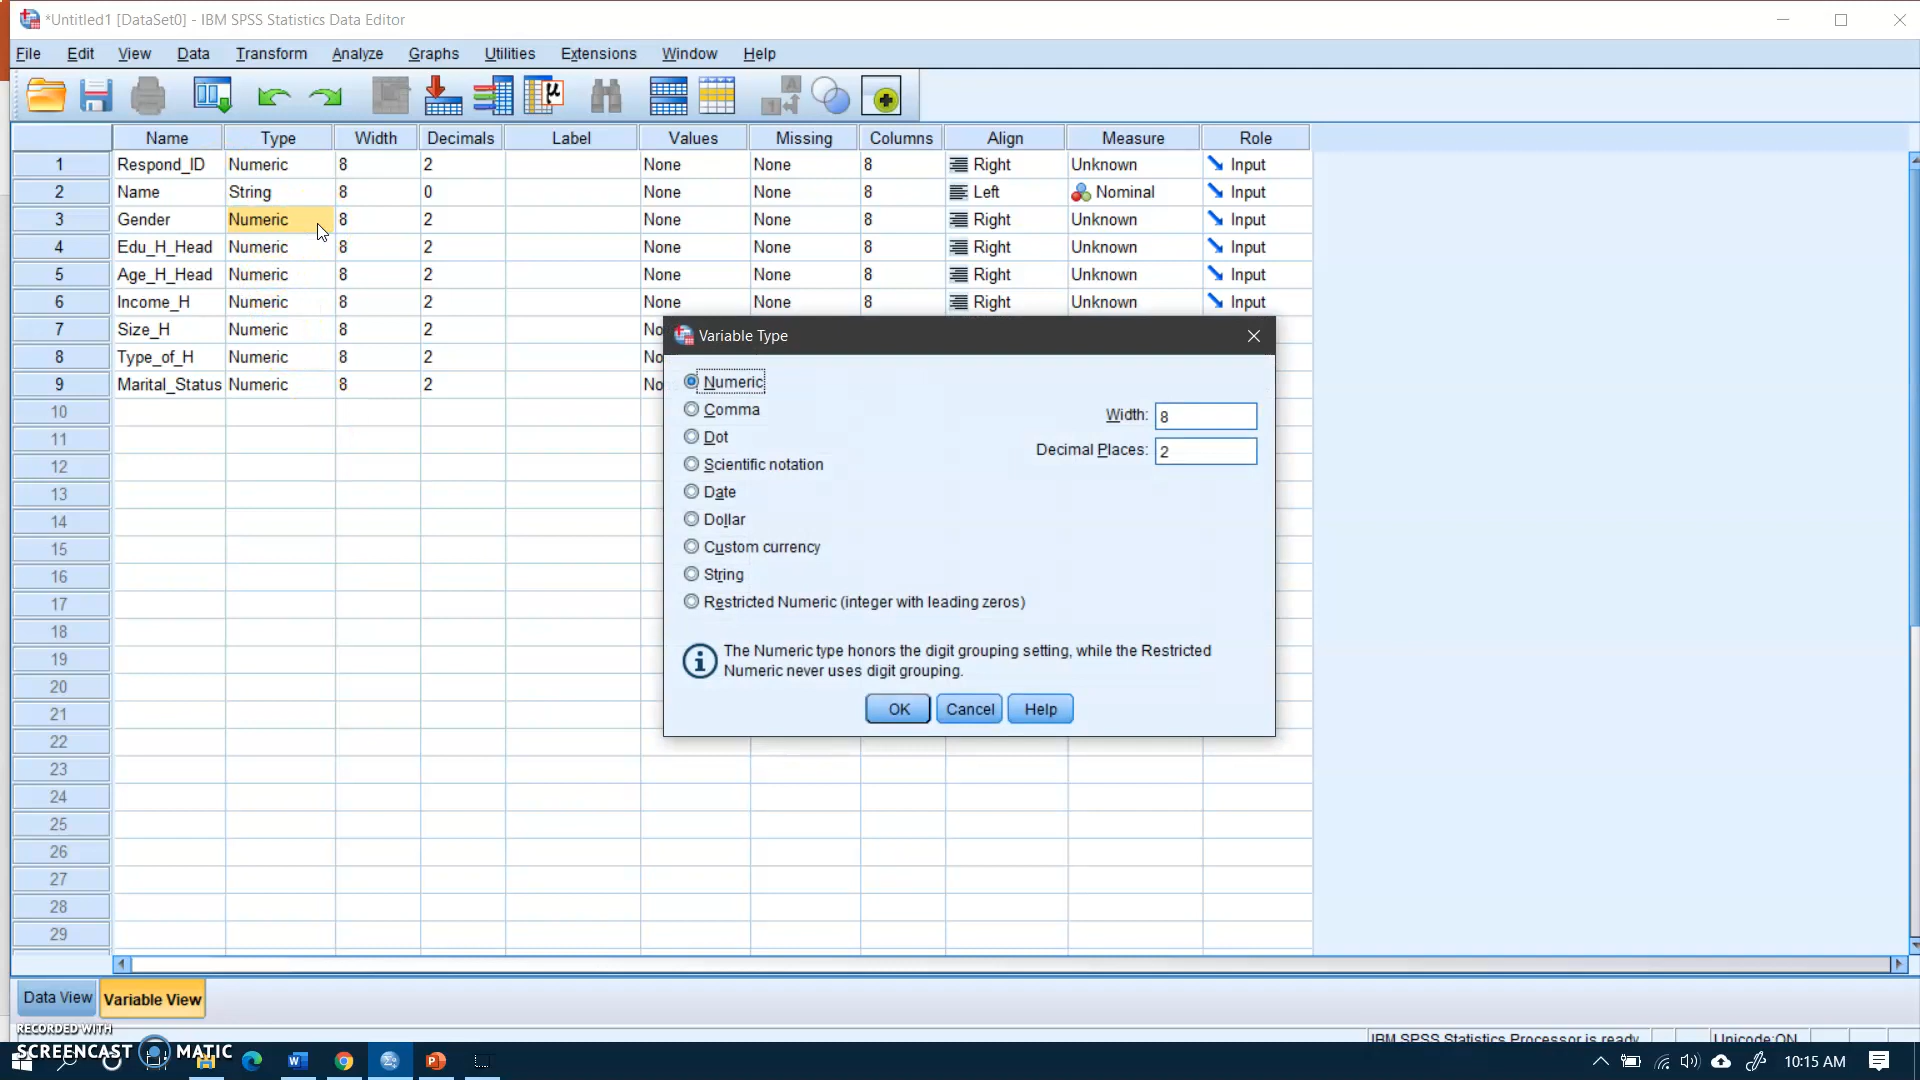 *Untitled1 [DataSet0] - IBM SPSS Statistics Data Editor
File Edit View Data Transform Analyze Graphs Utilities Extensions Window Help
Name Type Width Decimals Label Values Missing Columns Align Measure Role
1 Respond_ID Numeric 8 2 None None 8 Right Unknown Input
2 Name String 8 0 None None 8 Left Nominal Input
3 Gender Numeric 8 2 None None 8 Right Unknown Input
4 Edu_H_Head Numeric 8 2 None None 8 Right Unknown Input
5 Age_H_Head Numeric 8 2 None None 8 Right Unknown Input
6 Income_H Numeric 8 2 None None 8 Right Unknown Input
7 Size_H Numeric 8 2 No
8 Type_of_H Numeric 8 2 No
9 Marital_Status Numeric 8 2 No
10
11
12
13
14
15
16
17
18
19
20
21
22
23
24
25
26
27
28
29
Variable Type
Numeric
Comma
Dot
Scientific notation
Date
Dollar
Custom currency
String
Restricted Numeric (integer with leading zeros)
Width: 8
Decimal Places: 2
The Numeric type honors the digit grouping setting, while the Restricted
Numeric never uses digit grouping.
OK Cancel Help
Data View Variable View
IBM SPSS Statistics Processor is ready Unicode:ON
RECORDED WITH
SCREENCAST MATIC
10:15 AM